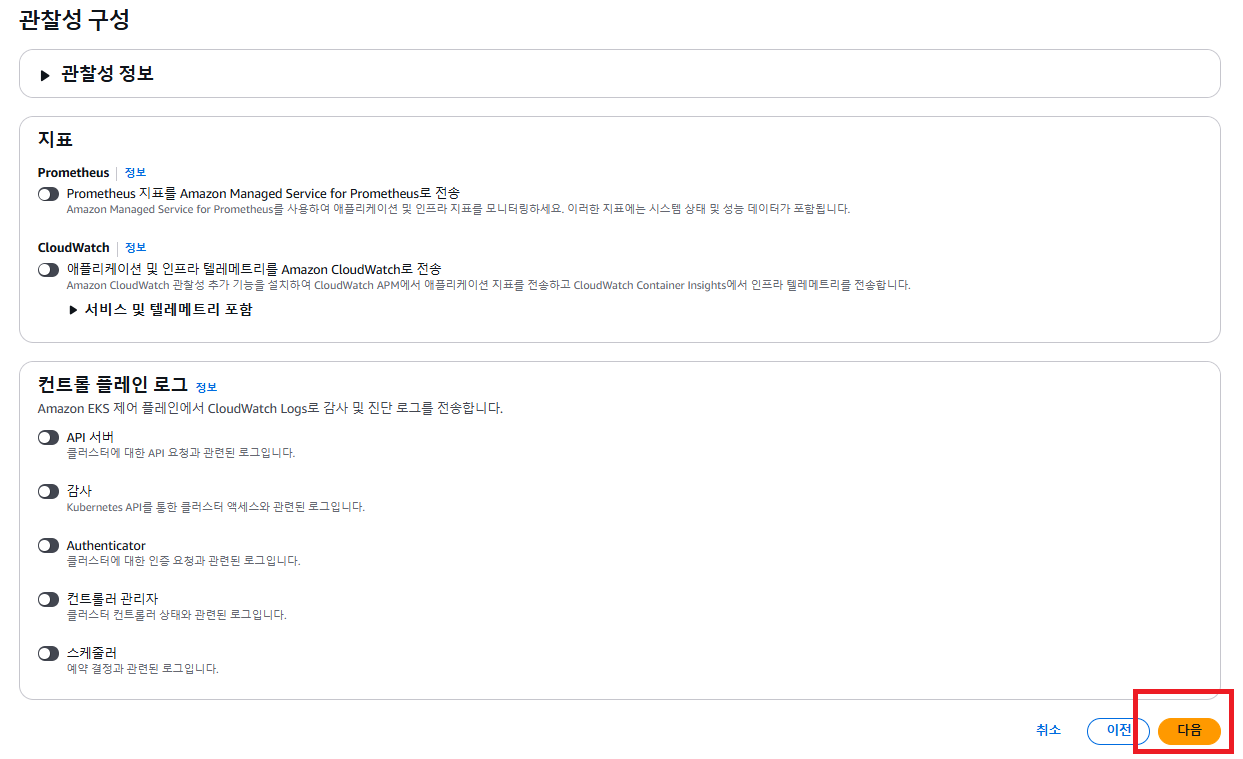 관찰성 구성
관찰성 정보
지표
Prometheus 정보
Prometheus 지표를 Amazon Managed Service for Prometheus로 전송
Amazon Managed Service for Prometheus를 사용하여 애플리케이션 및 인프라 지표를 모니터링하세요. 이러한 지표에는 시스템 상태 및 성능 데이터가 포함됩니다.
CloudWatch 정보
애플리케이션 및 인프라 텔레메트리를 Amazon CloudWatch로 전송
Amazon CloudWatch 관찰성 추가 기능을 설치하여 CloudWatch APM에서 애플리케이션 지표를 전송하고 CloudWatch Container Insights에서 인프라 텔레메트리를 전송합니다.
서비스 및 텔레메트리 포함
컨트롤 플레인 로그 정보
Amazon EKS 제어 플레인에서 CloudWatch Logs로 감사 및 진단 로그를 전송합니다.
API 서버
클러스터에 대한 API 요청과 관련된 로그입니다.
감사
Kubernetes API를 통한 클러스터 액세스와 관련된 로그입니다.
Authenticator
클러스터에 대한 인증 요청과 관련된 로그입니다.
컨트롤러 관리자
클러스터 컨트롤러 상태와 관련된 로그입니다.
스케줄러
예약 결정과 관련된 로그입니다.
취소 이전 다음